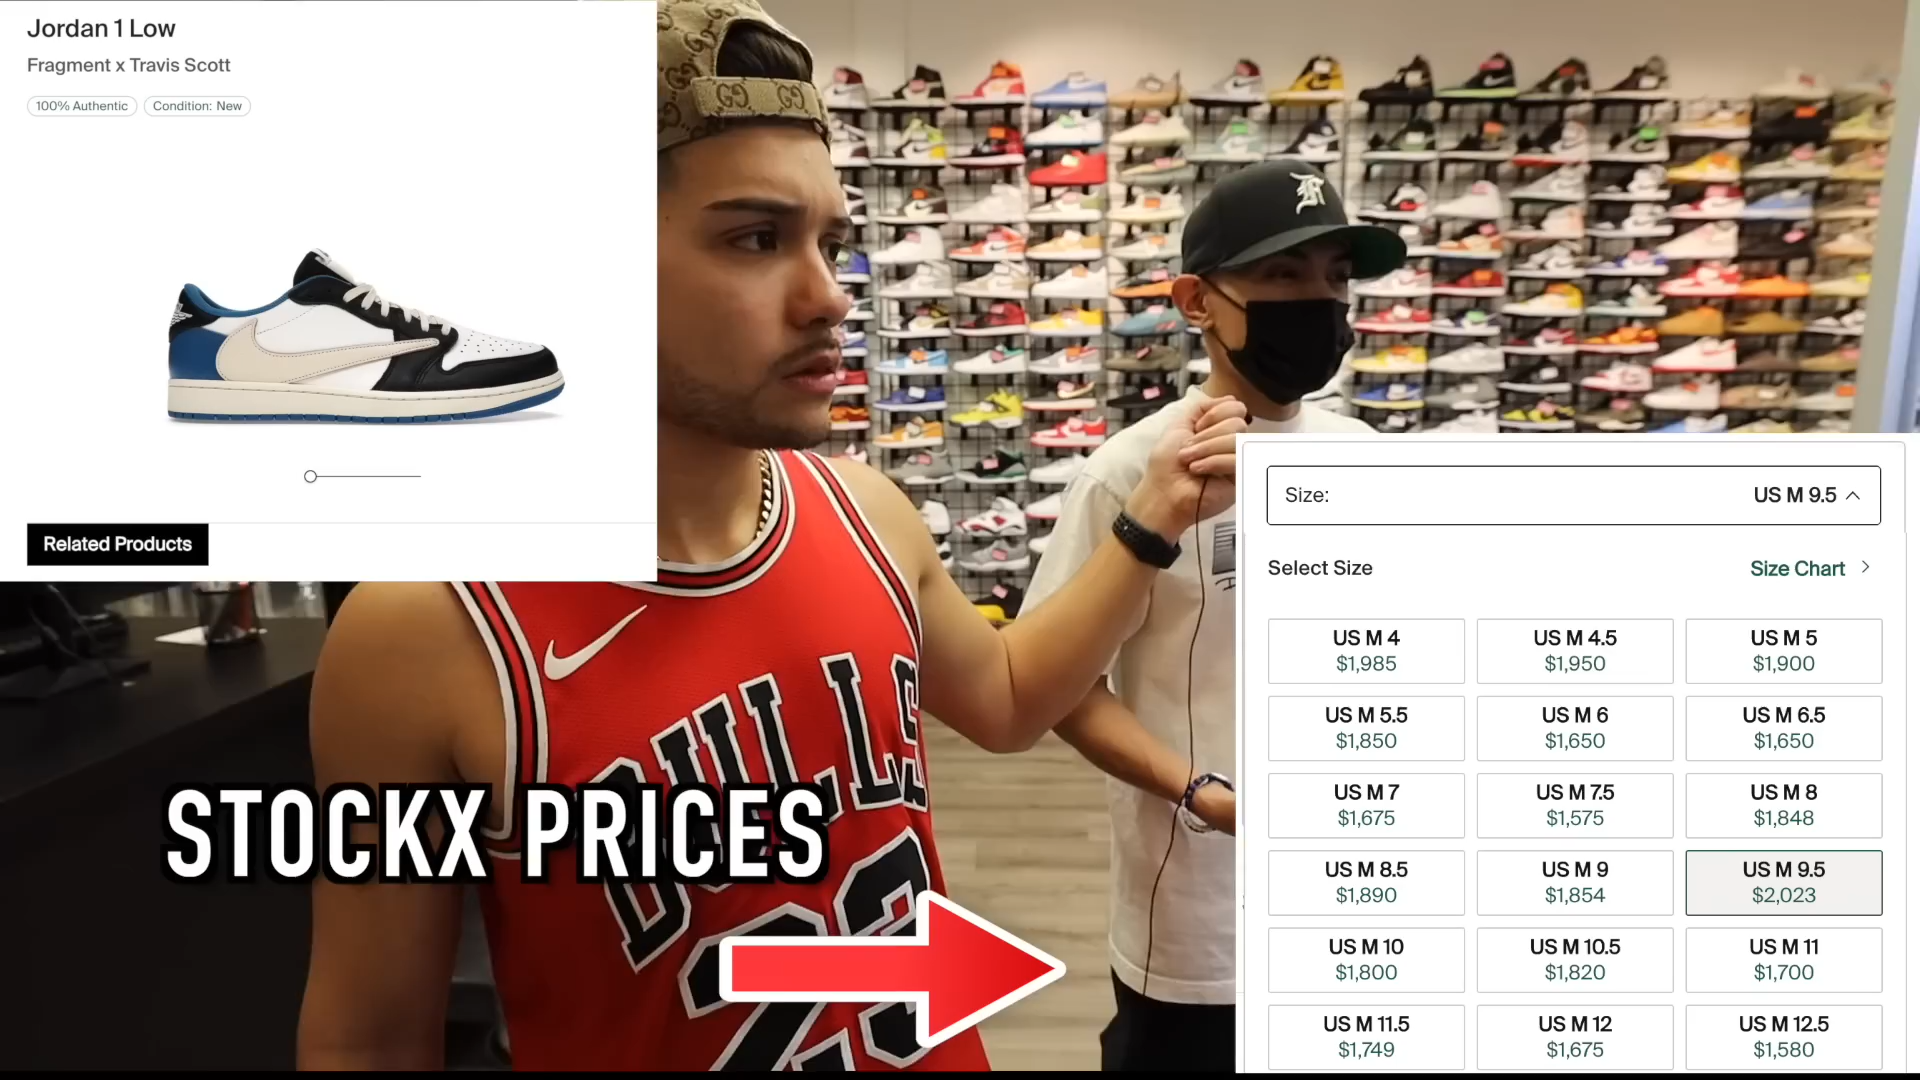 Jordan 1 Low
Fragment x Travis Scott
100% Authentic
Condition: New
Related Products
BULLS
23
STOCKX PRICES
Size:
US M 9.5
Select Size
Size Chart
US M 4
$1,985
US M 4.5
$1,950
US M 5
$1,900
US M 5.5
$1,850
US M 6
$1,650
US M 6.5
$1,650
US M 7
$1,675
US M 7.5
$1,575
US M 8
$1,848
US M 8.5
$1,890
US M 9
$1,854
US M 9.5
$2,023
US M 10
$1,800
US M 10.5
$1,820
US M 11
$1,700
US M 11.5
$1,749
US M 12
$1,675
US M 12.5
$1,580